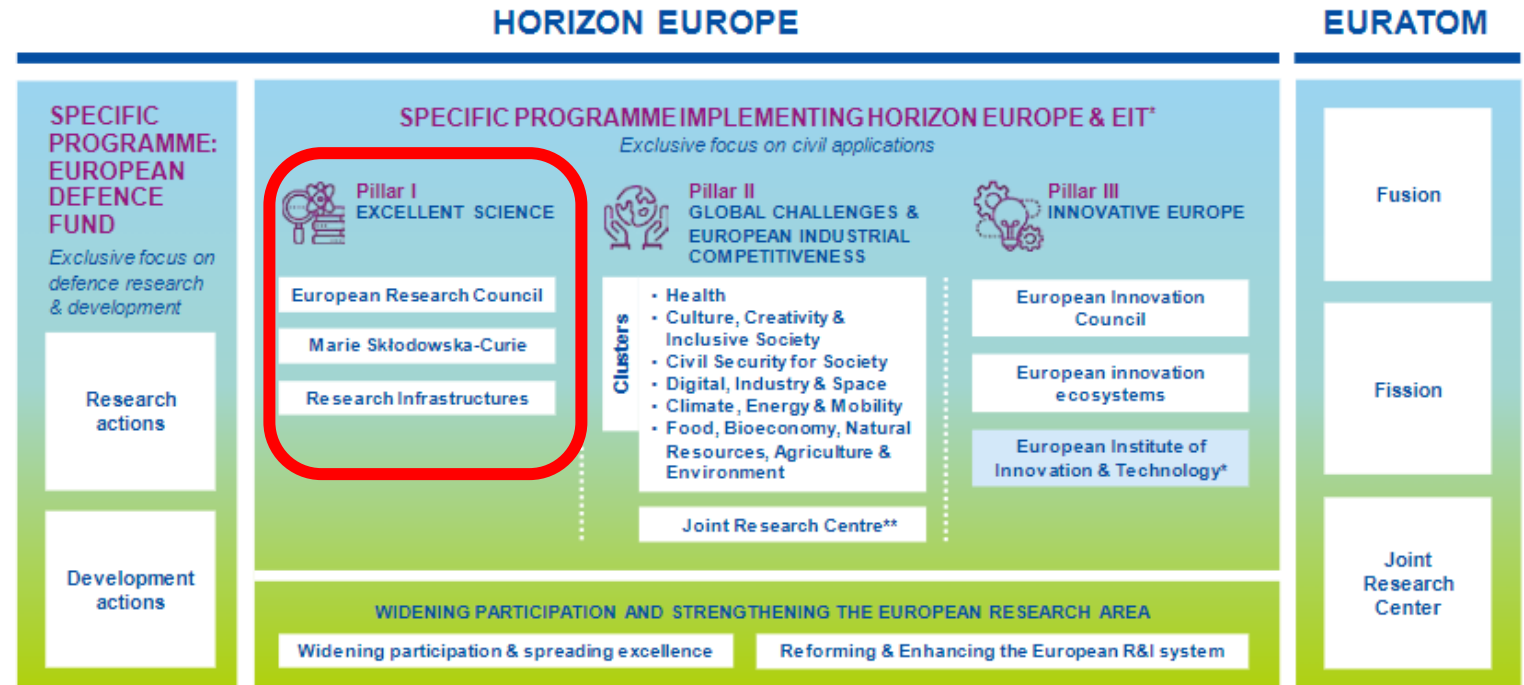 HORIZON EUROPE
EURATOM
SPECIFIC
PROGRAMME:
EUROPEAN
DEFENCE
FUND
Exclusive focus on
defence research
& development
Research
actions
Development
actions
SPECIFIC PROGRAMME IMPLEMENTING HORIZON EUROPE & EIT*
Exclusive focus on civil applications
Pillar I
EXCELLENT SCIENCE
European Research Council
Marie Skłodowska-Curie
Research Infrastructures
Pillar II
GLOBAL CHALLENGES &
EUROPEAN INDUSTRIAL
COMPETITIVENESS
Clusters
• Health
• Culture, Creativity &
Inclusive Society
• Civil Security for Society
• Digital, Industry & Space
• Climate, Energy & Mobility
• Food, Bioeconomy, Natural
Resources, Agriculture &
Environment
Joint Research Centre**
Pillar III
INNOVATIVE EUROPE
European Innovation
Council
European innovation
ecosystems
European Institute of
Innovation & Technology*
WIDENING PARTICIPATION AND STRENGTHENING THE EUROPEAN RESEARCH AREA
Widening participation & spreading excellence
Reforming & Enhancing the European R&I system
Fusion
Fission
Joint
Research
Center